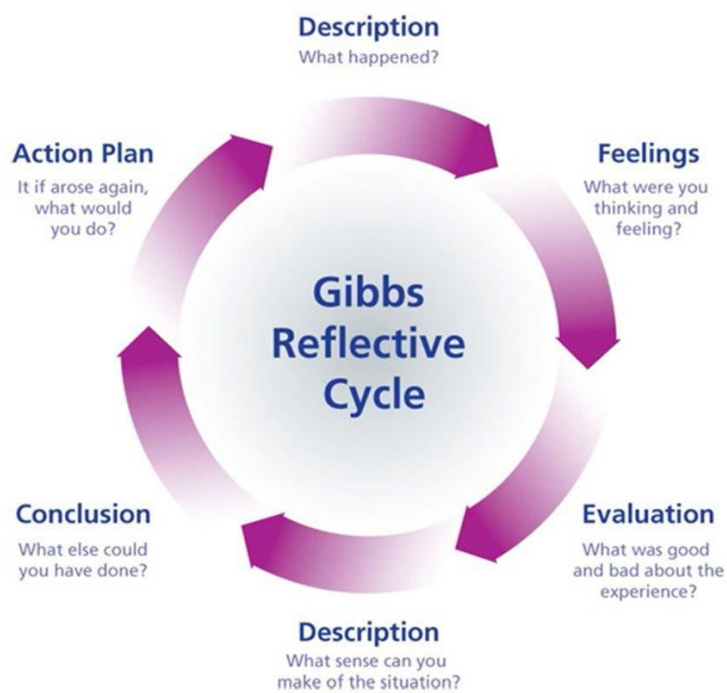 Description
What happened?
Feelings
What were you
thinking and
feeling?
Evaluation
What was good
and bad about the
experience?
Description
What sense can you
make of the situation?
Conclusion
What else could
you have done?
Action Plan
It if arose again,
what would
you do?
Gibbs
Reflective
Cycle